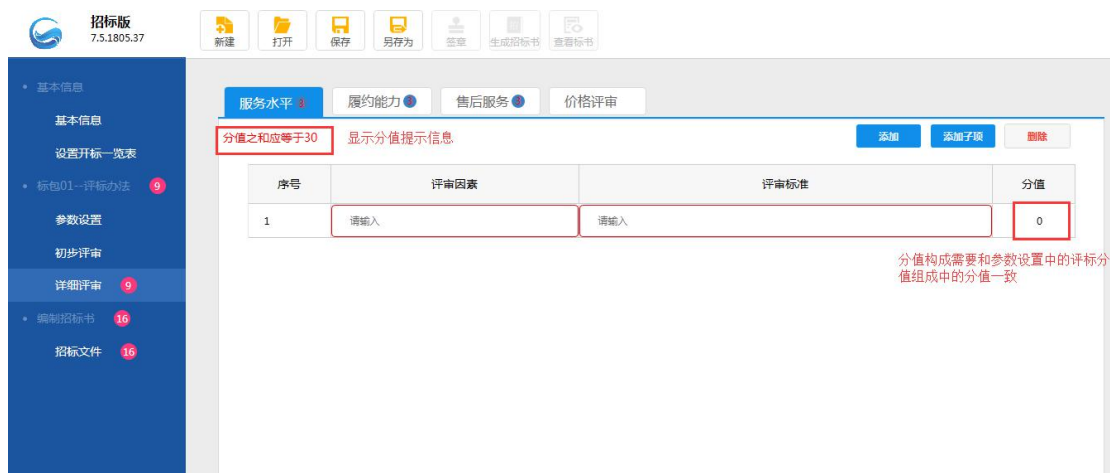 招标版
7.5.1805.37
新建
打开
保存
另存为
签章
生成招标书
查看标书
基本信息
基本信息
设置开标一览表
标包01--评标办法 9
参数设置
初步评审
详细评审 9
编制招标书 16
招标文件 16
服务水平 3
履约能力 3
售后服务 3
价格评审
分值之和应等于30
显示分值提示信息
添加
添加子项
删除
序号
评审因素
评审标准
分值
1
请输入
请输入
0
分值构成需要和参数设置中的评标分
值组成中的分值一致